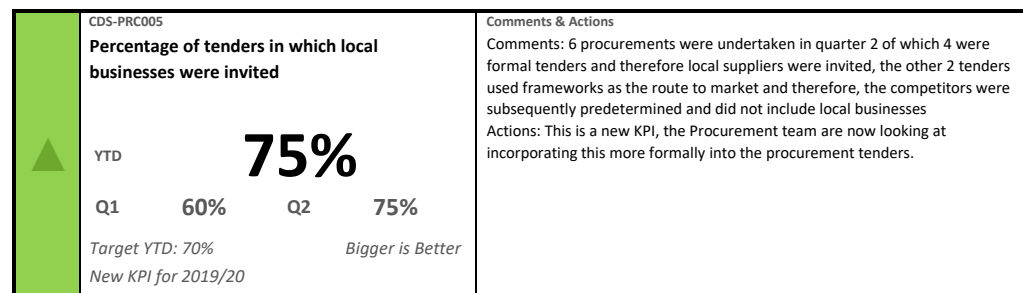 CDS-PRC005
Percentage of tenders in which local
businesses were invited
YTD 75%
Q1 60% Q2 75%
Target YTD: 70% Bigger is Better
New KPI for 2019/20
Comments & Actions
Comments: 6 procurements were undertaken in quarter 2 of which 4 were
formal tenders and therefore local suppliers were invited, the other 2 tenders
used frameworks as the route to market and therefore, the competitors were
subsequently predetermined and did not include local businesses
Actions: This is a new KPI, the Procurement team are now looking at
incorporating this more formally into the procurement tenders.